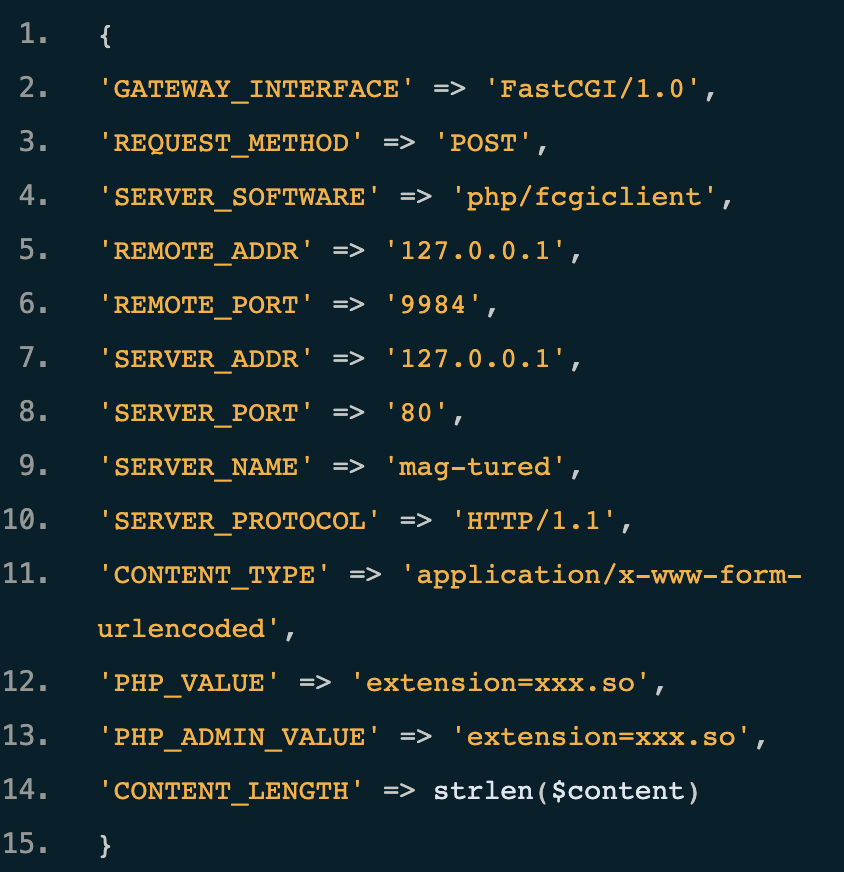 1. {
2. 'GATEWAY_INTERFACE' => 'FastCGI/1.0',
3. 'REQUEST_METHOD' => 'POST',
4. 'SERVER_SOFTWARE' => 'php/fcgiclient',
5. 'REMOTE_ADDR' => '127.0.0.1',
6. 'REMOTE_PORT' => '9984',
7. 'SERVER_ADDR' => '127.0.0.1',
8. 'SERVER_PORT' => '80',
9. 'SERVER_NAME' => 'mag-tured',
10. 'SERVER_PROTOCOL' => 'HTTP/1.1',
11. 'CONTENT_TYPE' => 'application/x-www-form-
urlencoded',
12. 'PHP_VALUE' => 'extension=xxx.so',
13. 'PHP_ADMIN_VALUE' => 'extension=xxx.so',
14. 'CONTENT_LENGTH' => strlen($content)
15. }